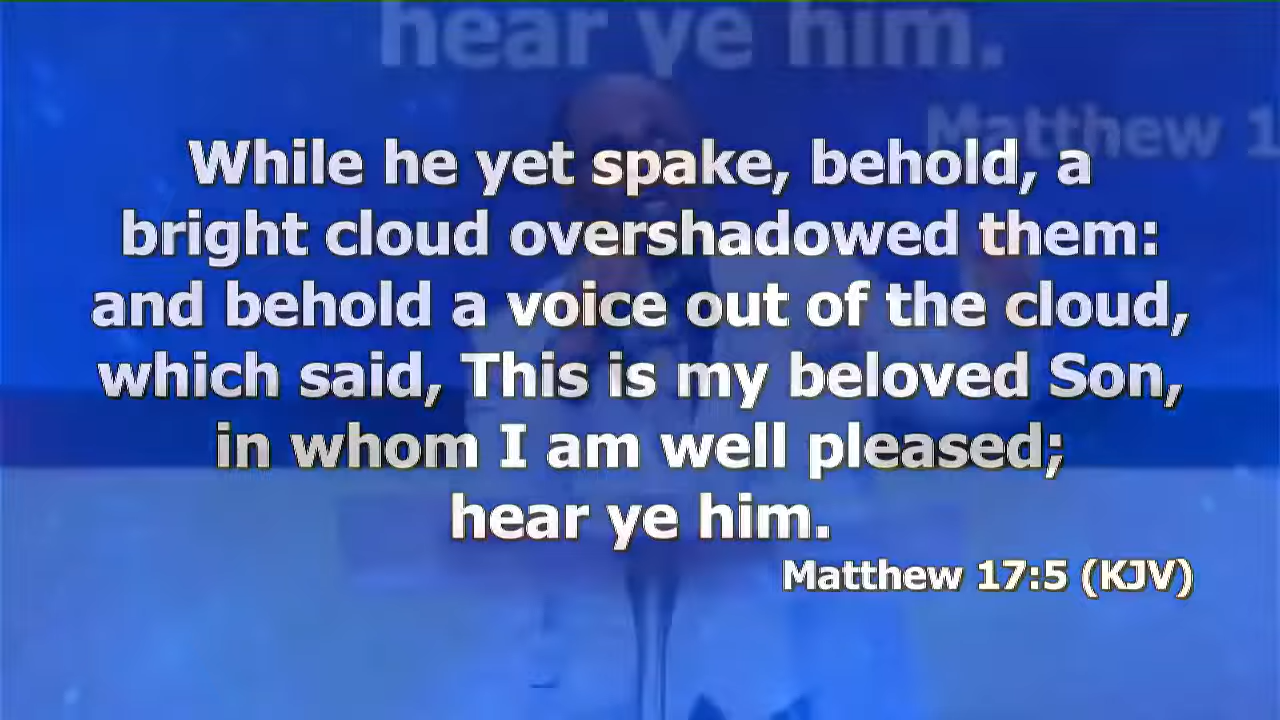 hear ye him.
Matthew 1
While he yet spake, behold, a
bright cloud overshadowed them:
and behold a voice out of the cloud,
which said, This is my beloved Son,
in whom I am well pleased;
hear ye him.
Matthew 17:5 (KJV)